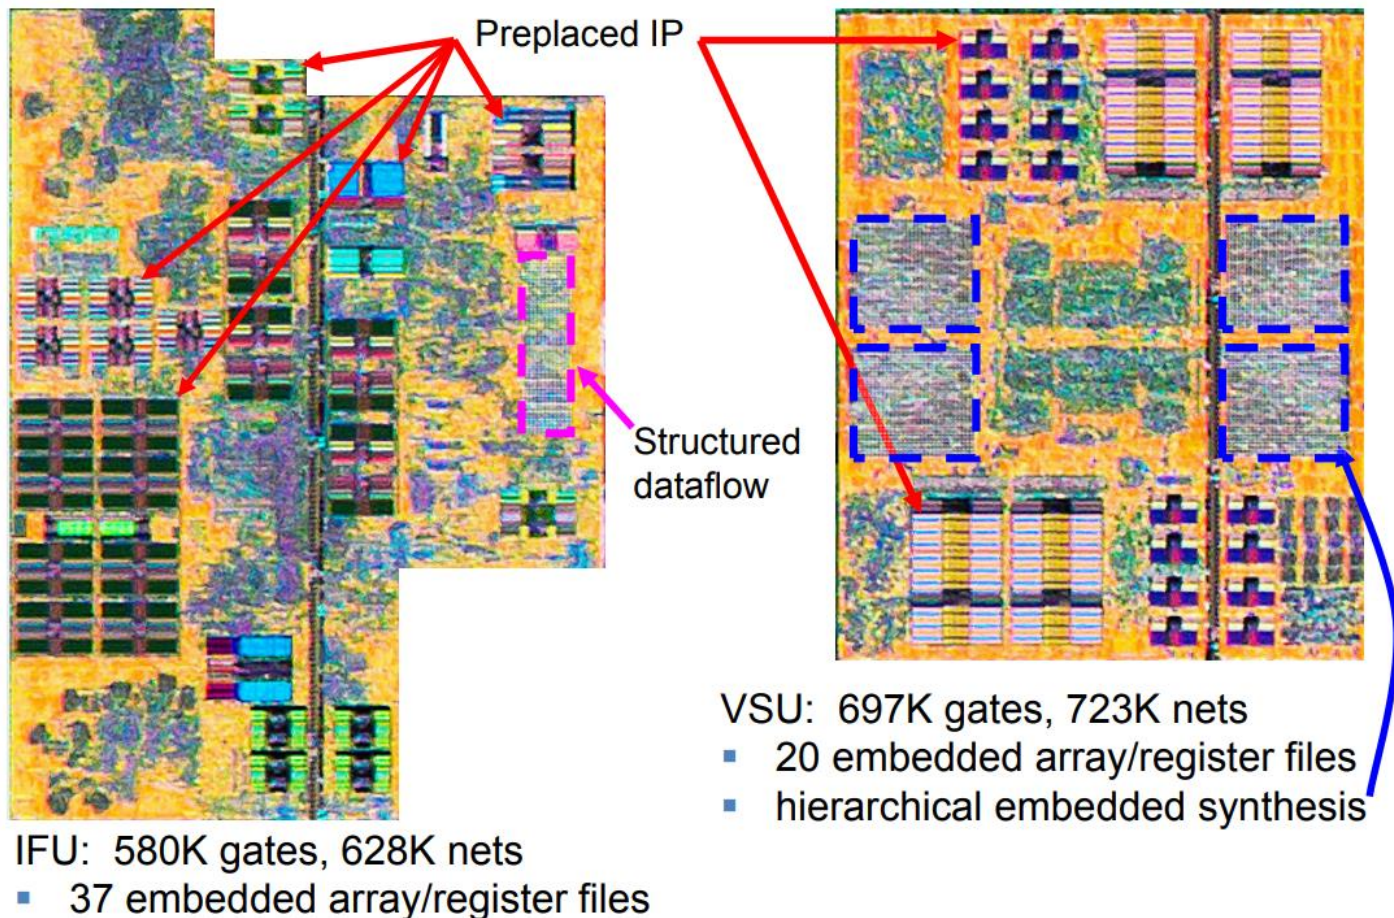 Preplaced IP
Structured
dataflow
VSU: 697K gates, 723K nets
▪ 20 embedded array/register files
▪ hierarchical embedded synthesis
IFU: 580K gates, 628K nets
▪ 37 embedded array/register files